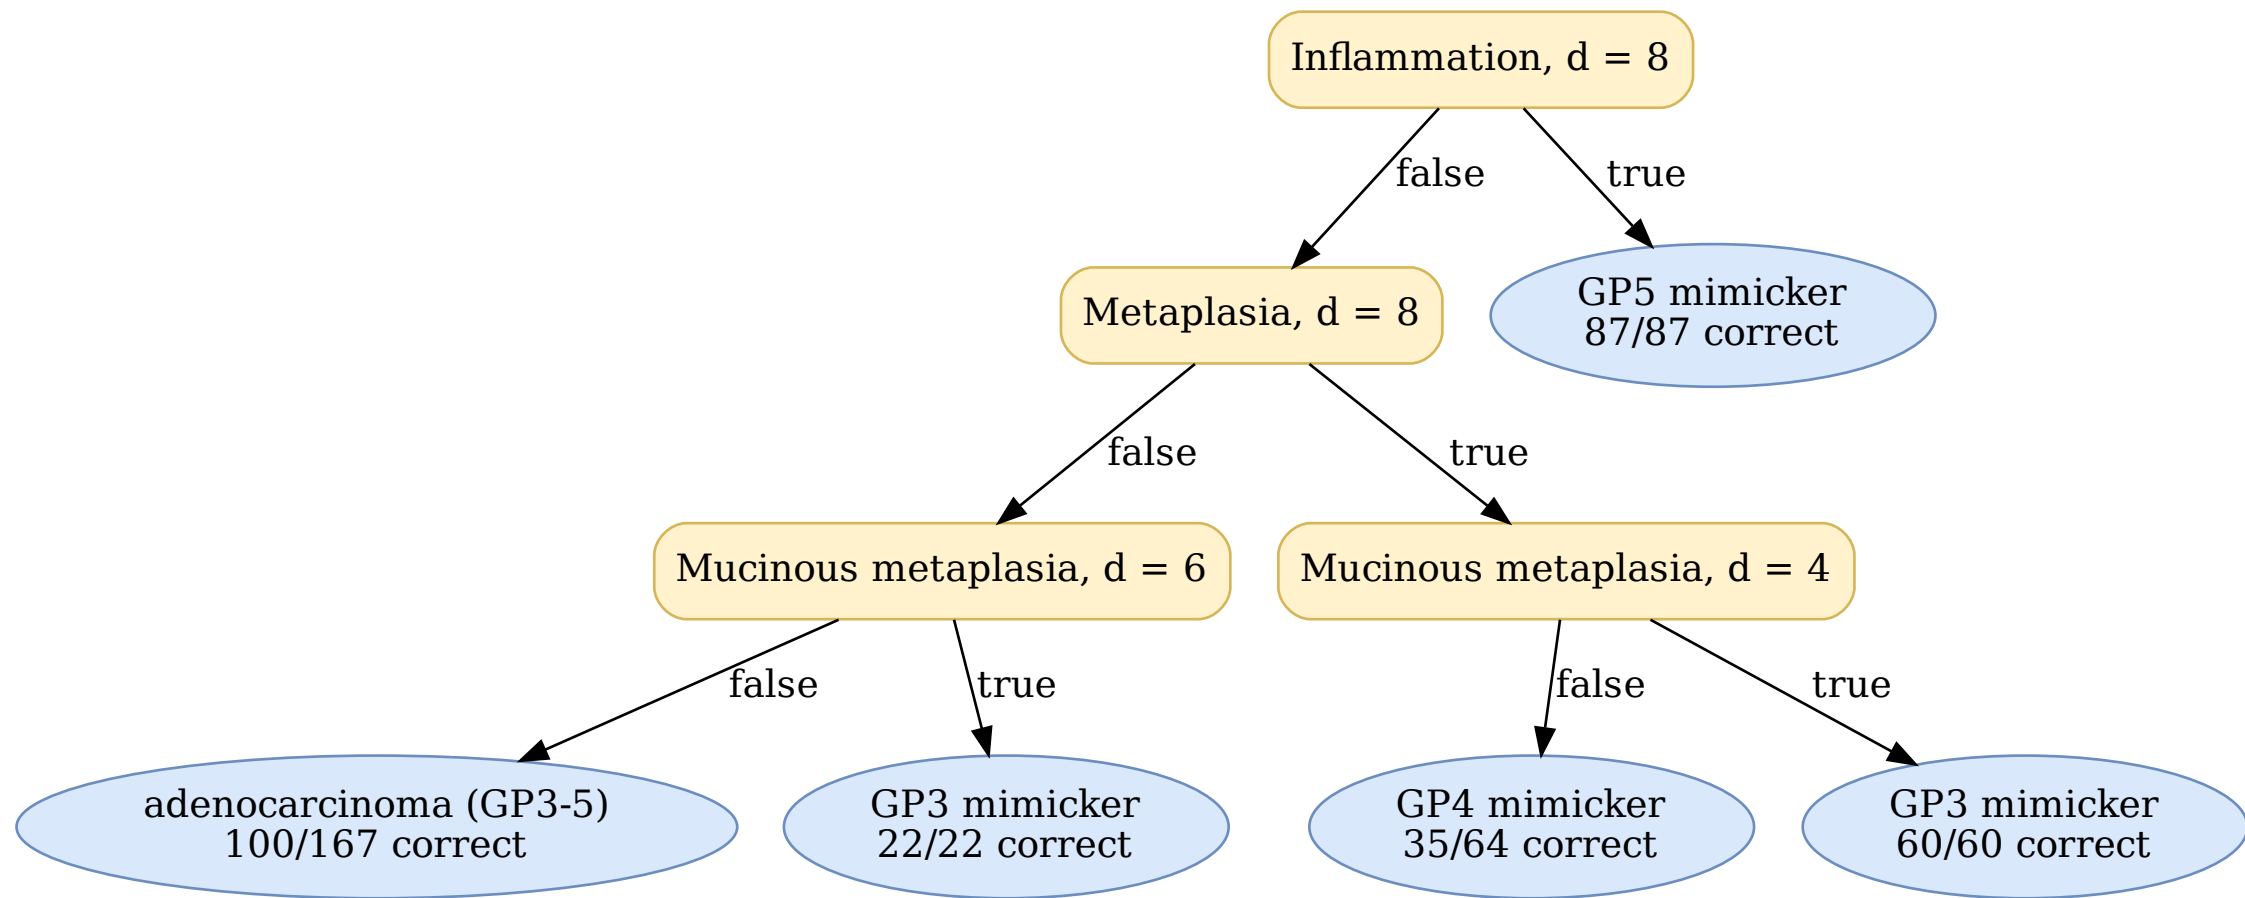 Inflammation, d = 8
false
true
Metaplasia, d = 8
GP5 mimicker
87/87 correct
false
true
Mucinous metaplasia, d = 6
Mucinous metaplasia, d = 4
false
true
false
true
adenocarcinoma (GP3-5)
100/167 correct
GP3 mimicker
22/22 correct
GP4 mimicker
35/64 correct
GP3 mimicker
60/60 correct